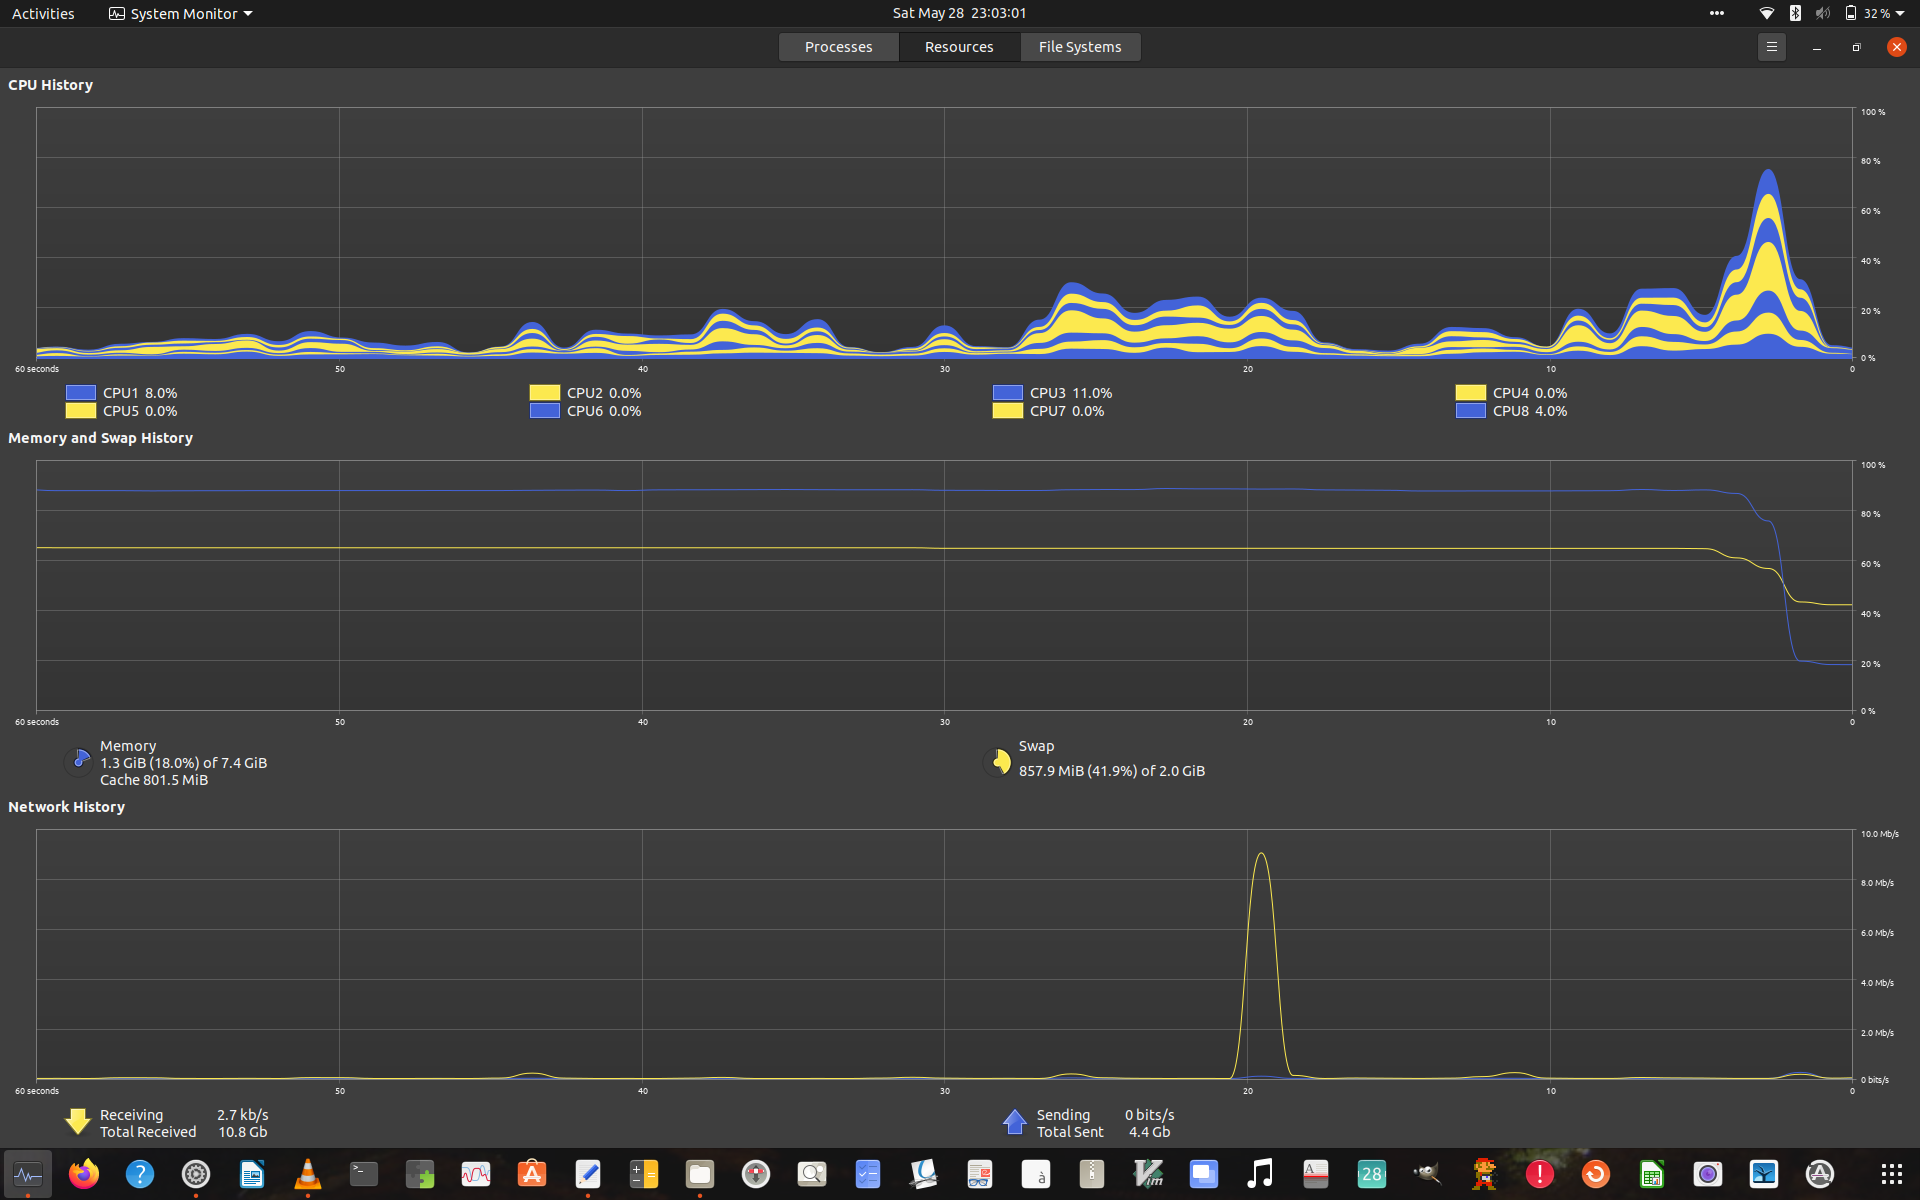 Activities System Monitor Sat May 28 23:03:01 32 %
Processes Resources File Systems
CPU History
100 %
80 %
60 %
40 %
20 %
0 %
60 seconds 50 40 30 20 10 0
CPU1 8.0% CPU2 0.0% CPU3 11.0% CPU4 0.0%
CPU5 0.0% CPU6 0.0% CPU7 0.0% CPU8 4.0%
Memory and Swap History
100 %
80 %
60 %
40 %
20 %
0 %
60 seconds 50 40 30 20 10 0
Memory Swap
1.3 GiB (18.0%) of 7.4 GiB 857.9 MiB (41.9%) of 2.0 GiB
Cache 801.5 MiB
Network History
10.0 Mb/s
8.0 Mb/s
6.0 Mb/s
4.0 Mb/s
2.0 Mb/s
0 bits/s
60 seconds 50 40 30 20 10 0
Receiving 2.7 kb/s Sending 0 bits/s
Total Received 10.8 Gb Total Sent 4.4 Gb
>_ à Vim A 28